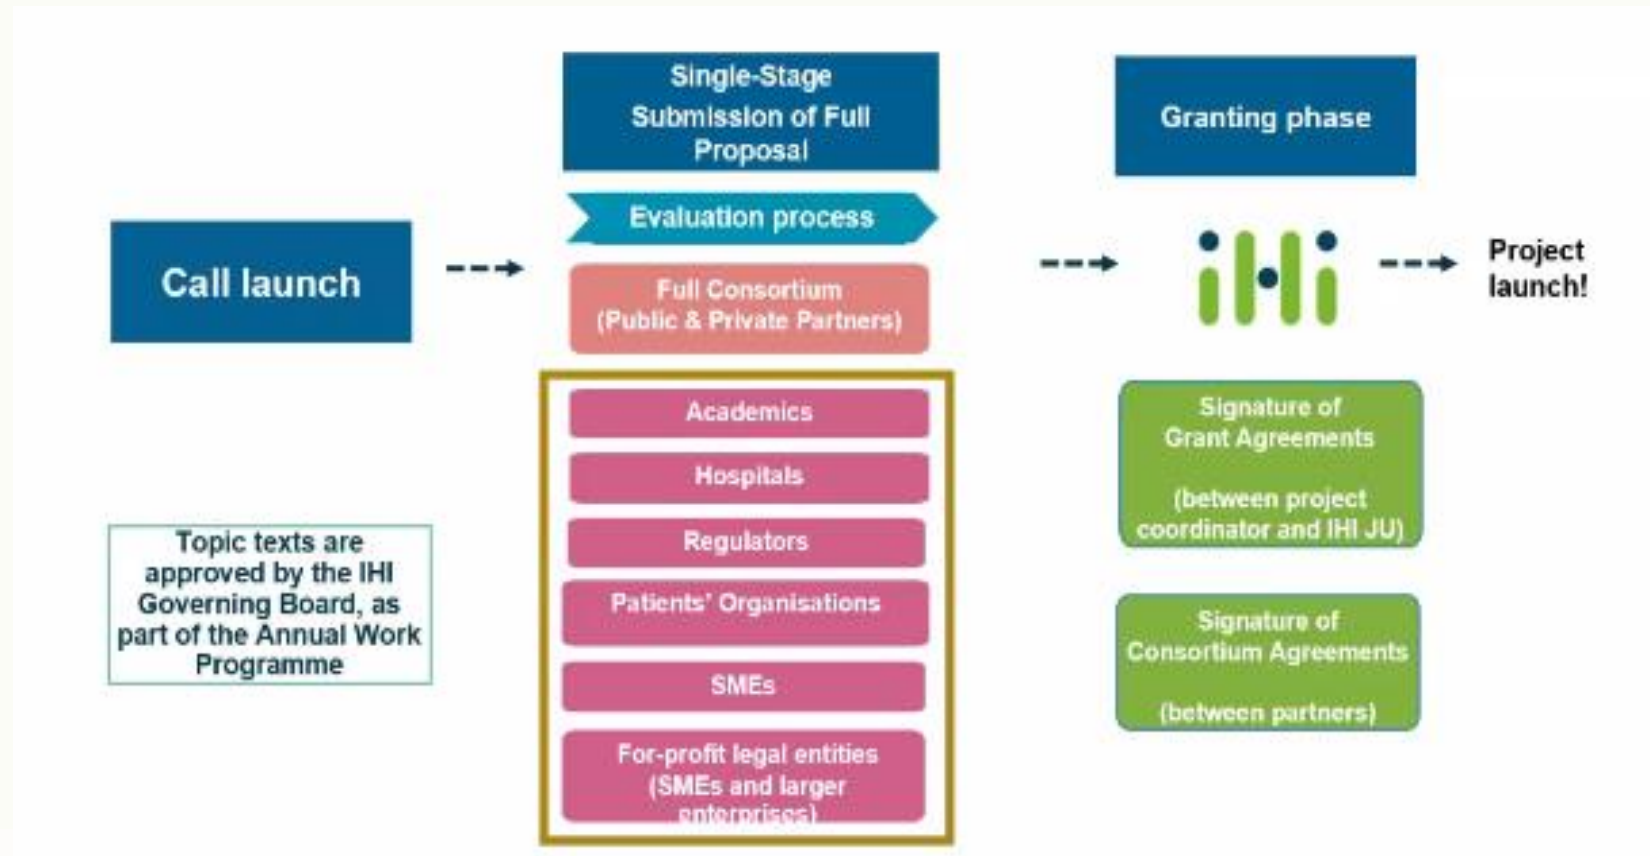 Call launch
Topic texts are
approved by the IHI
Governing Board, as
part of the Annual Work
Programme
Single-Stage
Submission of Full
Proposal
Evaluation process
Full Consortium
(Public & Private Partners)
Academics
Hospitals
Regulators
Patients' Organisations
SMEs
For-profit legal entities
(SMEs and larger
enterprises)
Granting phase
iHi
Signature of
Grant Agreements
(between project
coordinator and IHI JU)
Signature of
Consortium Agreements
(between partners)
Project
launch!